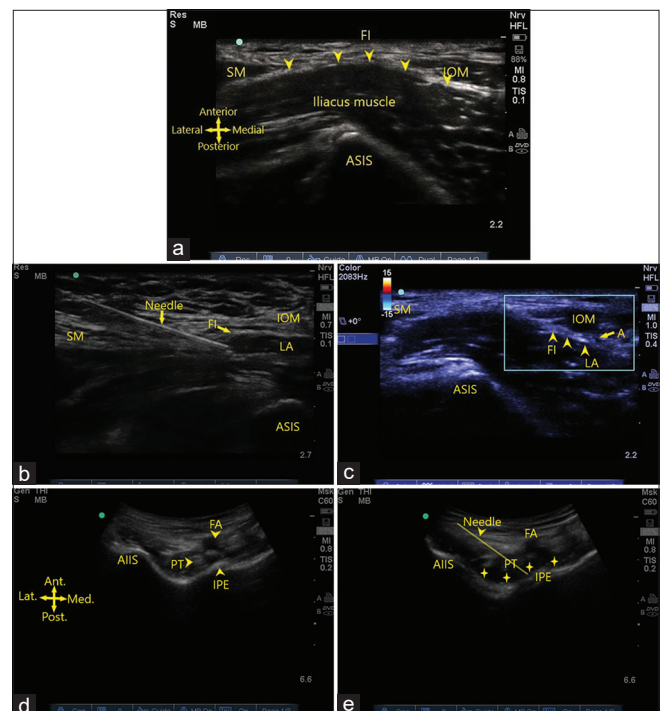 Res
S MB
FI
Nrv
HFL
88%
MI
0.8
TIS
0.1
SM
IOM
Iliacus muscle
Anterior
Lateral
Medial
Posterior
ASIS
A
B
DVD
2.2
a
Res
S MB
Nrv
HFL
MI
0.7
TIS
0.1
Needle
FI
IOM
SM
LA
ASIS
A
B
2.7
b
Color
2083Hz
15
-15
+0°
Nrv
HFL
MI
1.0
TIS
0.4
SM
IOM
A
FI
LA
ASIS
A
B
2.2
c
Gen THI
S MB
Msk
C60
MI
0.8
TIS
0.2
FA
AIIS
PT
IPE
Ant.
Lat.
Med.
Post.
A
B
6.6
d
Gen THI
S MB
Msk
C60
MI
0.8
TIS
0.2
Needle
FA
AIIS
PT
IPE
A
B
6.6
e